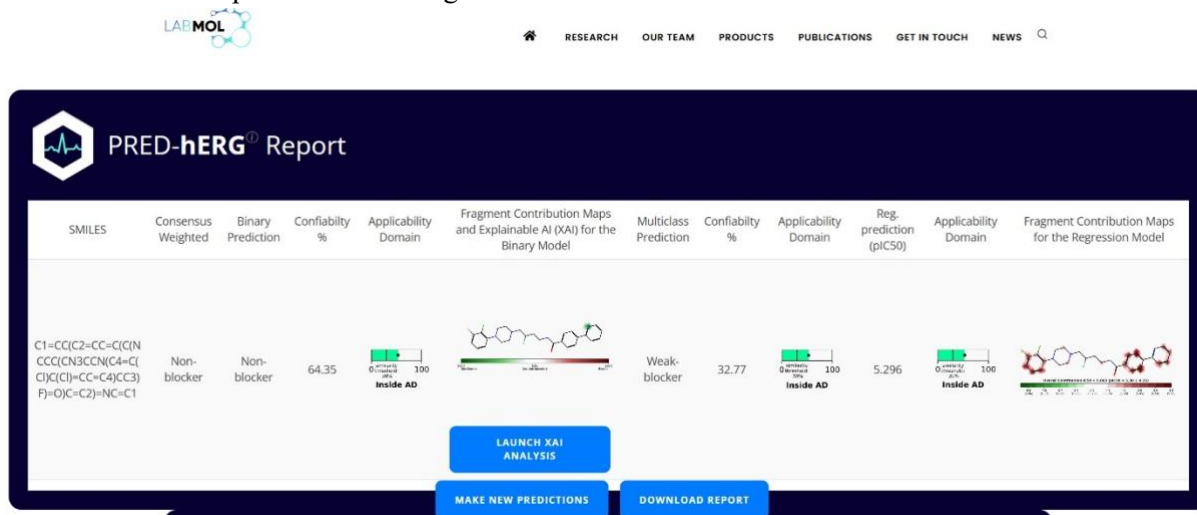 LABMOL
RESEARCH OUR TEAM PRODUCTS PUBLICATIONS GET IN TOUCH NEWS
PRED-hERG Report
SMILES
Consensus
Weighted
Binary
Prediction
Confiabilty
%
Applicability
Domain
Fragment Contribution Maps
and Explainable AI (XAI) for the
Binary Model
Multiclass
Prediction
Confiabilty
%
Applicability
Domain
Reg.
prediction
(pIC50)
Applicability
Domain
Fragment Contribution Maps
for the Regression Model
C1=CC(C2=CC=C(C(N
CCC(CN3CCN(C4=C(
Cl)C(Cl)=CC=C4)CC3)
F)=O)C=C2)=NC=C1
Non-
blocker
Non-
blocker
64.35
100
Inside AD
Weak-
blocker
32.77
100
Inside AD
5.296
100
Inside AD
LAUNCH XAI
ANALYSIS
MAKE NEW PREDICTIONS
DOWNLOAD REPORT